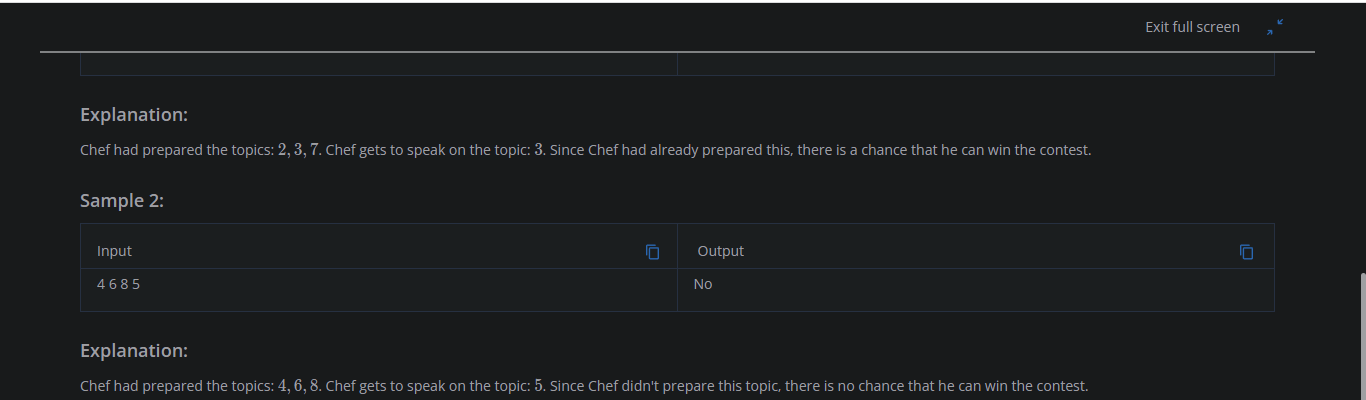 Exit full screen
Explanation:
Chef had prepared the topics: 2, 3, 7. Chef gets to speak on the topic: 3. Since Chef had already prepared this, there is a chance that he can win the contest.
Sample 2:
Input
Output
4 6 8 5
No
Explanation:
Chef had prepared the topics: 4, 6, 8. Chef gets to speak on the topic: 5. Since Chef didn't prepare this topic, there is no chance that he can win the contest.